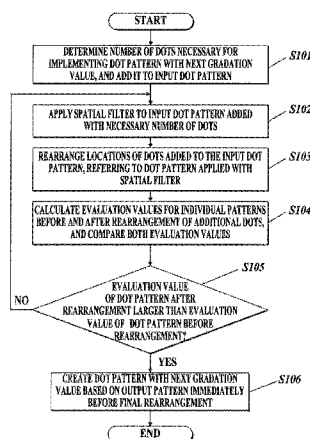 START
DETERMINE NUMBER OF DOTS NECESSARY FOR
IMPLEMENTING DOT PATTERN WITH NEXT GRADATION
VALUE, AND ADD IT TO INPUT DOT PATTERN
S101
APPLY SPATIAL FILTER TO INPUT DOT PATTERN ADDED
WITH NECESSARY NUMBER OF DOTS
S102
REARRANGE LOCATIONS OF DOTS ADDED TO THE INPUT DOT
PATTERN, REFERRING TO DOT PATTERN APPLIED WITH
SPATIAL FILTER
S103
CALCULATE EVALUATION VALUES FOR INDIVIDUAL PATTERNS
BEFORE AND AFTER REARRANGEMENT OF ADDITIONAL DOTS,
AND COMPARE BOTH EVALUATION VALUES
S104
S105
EVALUATION VALUE
OF DOT PATTERN AFTER
REARRANGEMENT LARGER THAN EVALUATION
VALUE OF DOT PATTERN BEFORE
REARRANGEMENT?
NO
YES
CREATE DOT PATTERN WITH NEXT GRADATION
VALUE BASED ON OUTPUT PATTERN IMMEDIATELY
BEFORE FINAL REARRANGEMENT
S106
END